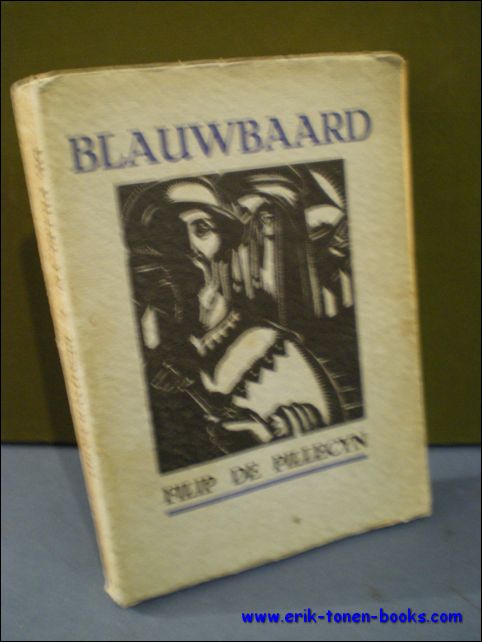 BLAUWBAARD
FILIP DE PILLECYN
www.erik-tonen-books.com